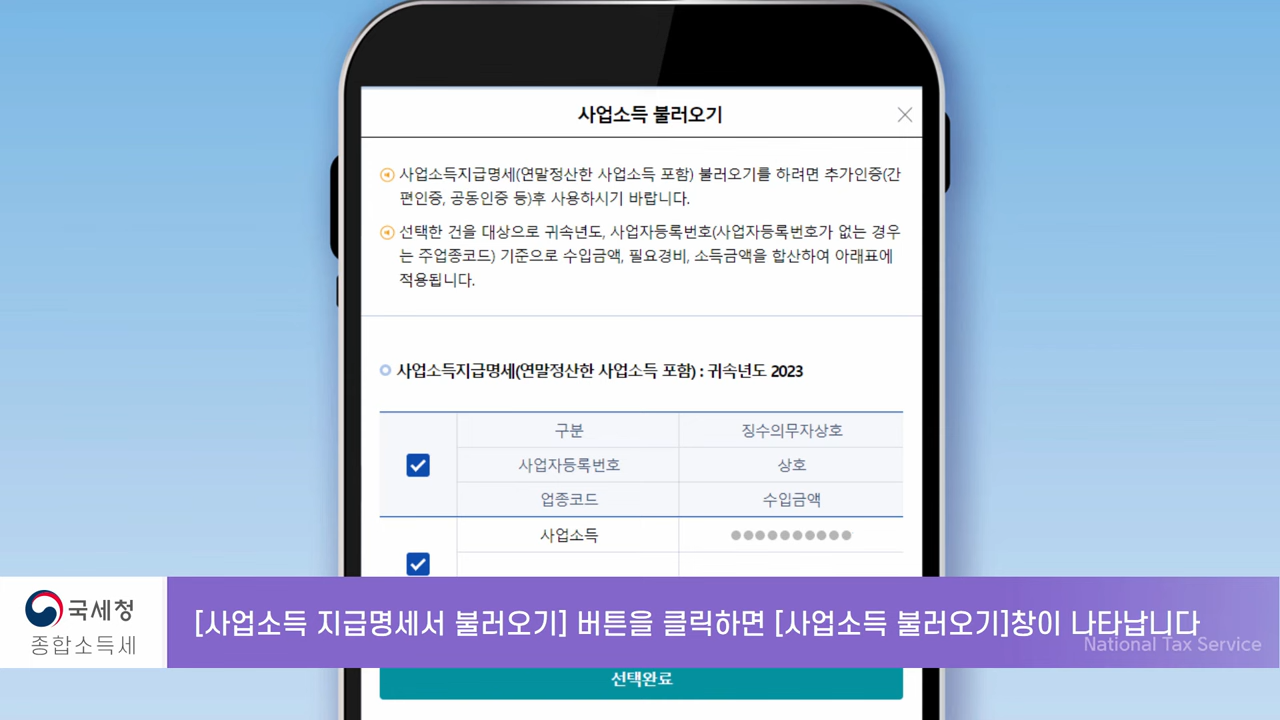 사업소득 불러오기
사업소득지급명세(연말정산한 사업소득 포함) 불러오기를 하려면 추가인증(간
편인증, 공동인증 등)후 사용하시기 바랍니다.
선택한 건을 대상으로 귀속년도, 사업자등록번호(사업자등록번호가 없는 경우
는 주업종코드) 기준으로 수입금액, 필요경비, 소득금액을 합산하여 아래표에
적용됩니다.
사업소득지급명세(연말정산한 사업소득 포함) : 귀속년도 2023
구분 징수의무자상호
사업자등록번호 상호
업종코드 수입금액
사업소득 ●●●●●●●●●●
국세청
종합소득세
[사업소득 지급명세서 불러오기] 버튼을 클릭하면 [사업소득 불러오기]창이 나타납니다
National Tax Service
선택완료